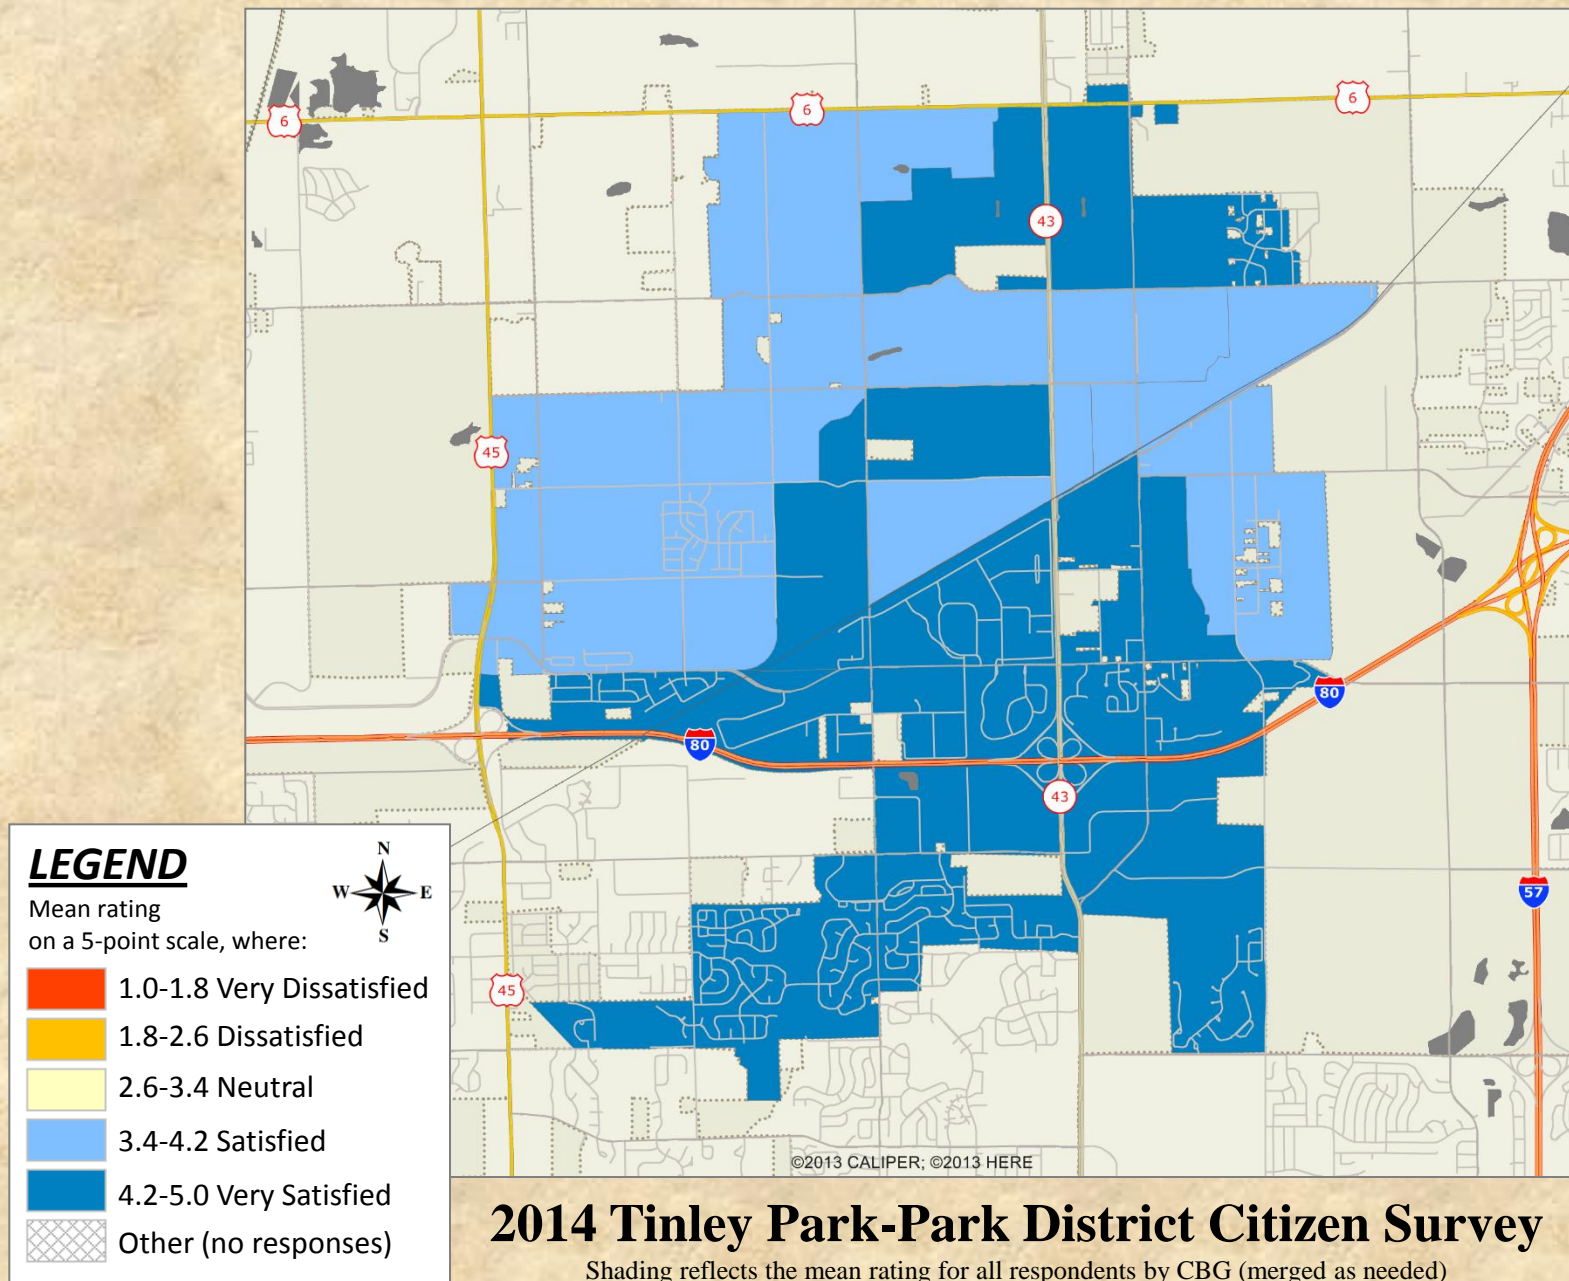 6
6
6
43
45
80
80
43
57
45
©2013 CALIPER; ©2013 HERE
LEGEND
N
W E
S
Mean rating
on a 5-point scale, where:
1.0-1.8 Very Dissatisfied
1.8-2.6 Dissatisfied
2.6-3.4 Neutral
3.4-4.2 Satisfied
4.2-5.0 Very Satisfied
Other (no responses)
2014 Tinley Park-Park District Citizen Survey
Shading reflects the mean rating for all respondents by CBG (merged as needed)